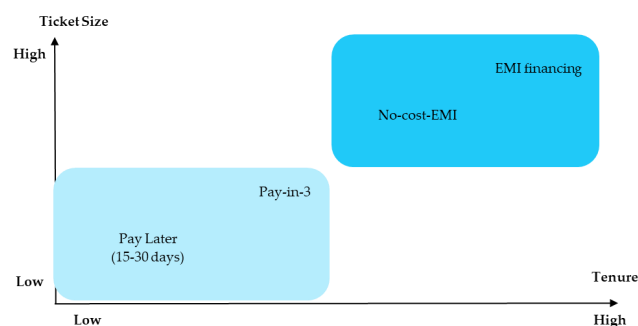 Ticket Size
High
EMI financing
No-cost-EMI
Pay-in-3
Pay Later
(15-30 days)
Low
Tenure
Low
High